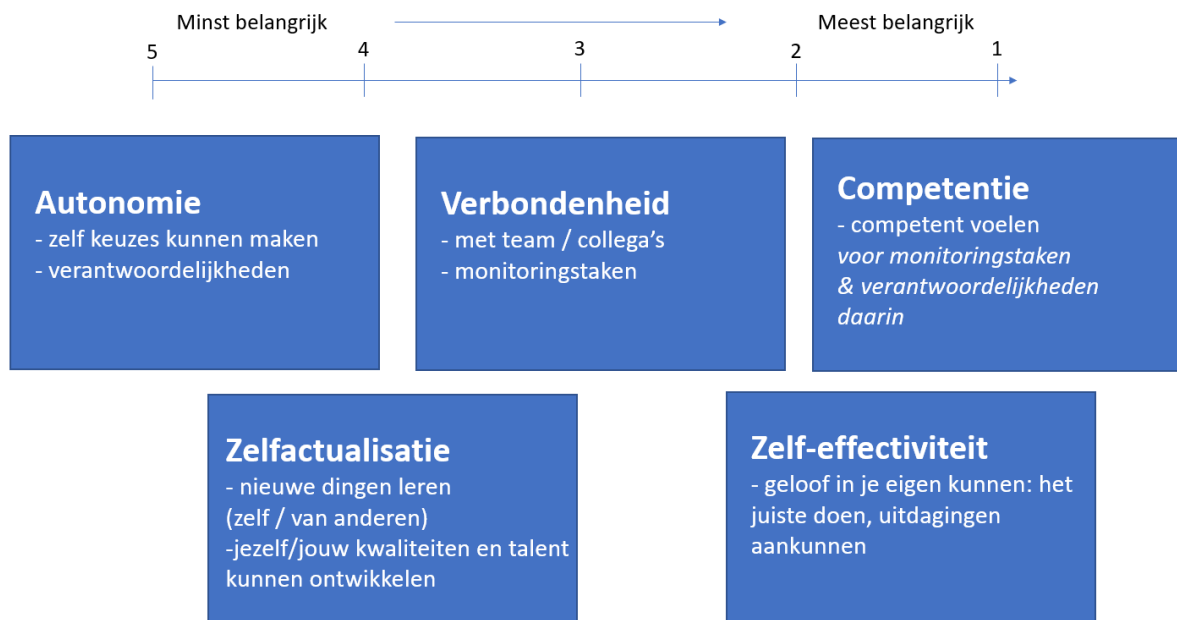 Minst belangrijk
Meest belangrijk
5
4
3
2
1
Autonomie
- zelf keuzes kunnen maken
- verantwoordelijkheden
Verbondenheid
- met team / collega's
- monitoringstaken
Competentie
- competent voelen
voor monitoringstaken
& verantwoordelijkheden
daarin
Zelfactualisatie
- nieuwe dingen leren
(zelf / van anderen)
-jezelf/jouw kwaliteiten en talent
kunnen ontwikkelen
Zelf-effectiviteit
- geloof in je eigen kunnen: het
juiste doen, uitdagingen
aankunnen